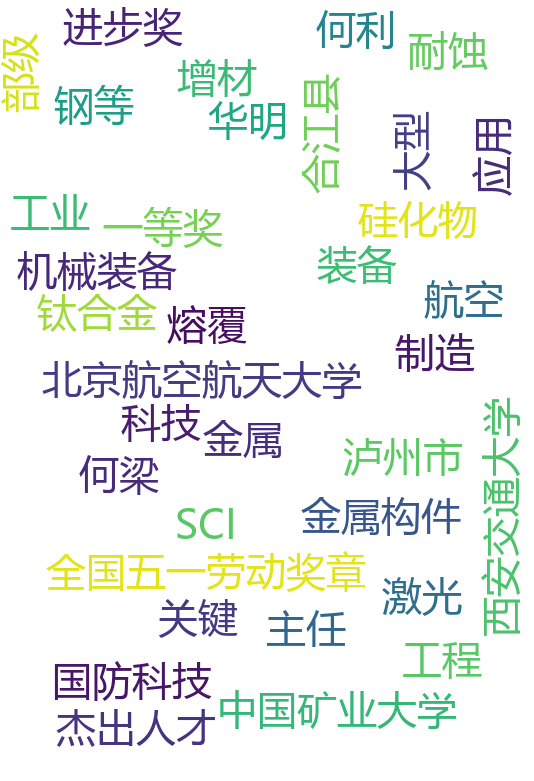 进步奖
何利
部级
耐蚀
增材
钢等
华明
合江县
大型
应用
工业
一等奖
硅化物
机械装备
装备
航空
钛合金
熔覆
制造
北京航空航天大学
科技
金属
西安交通大学
何梁
泸州市
SCI
金属构件
全国五一劳动奖章
激光
关键
主任
工程
国防科技
中国矿业大学
杰出人才